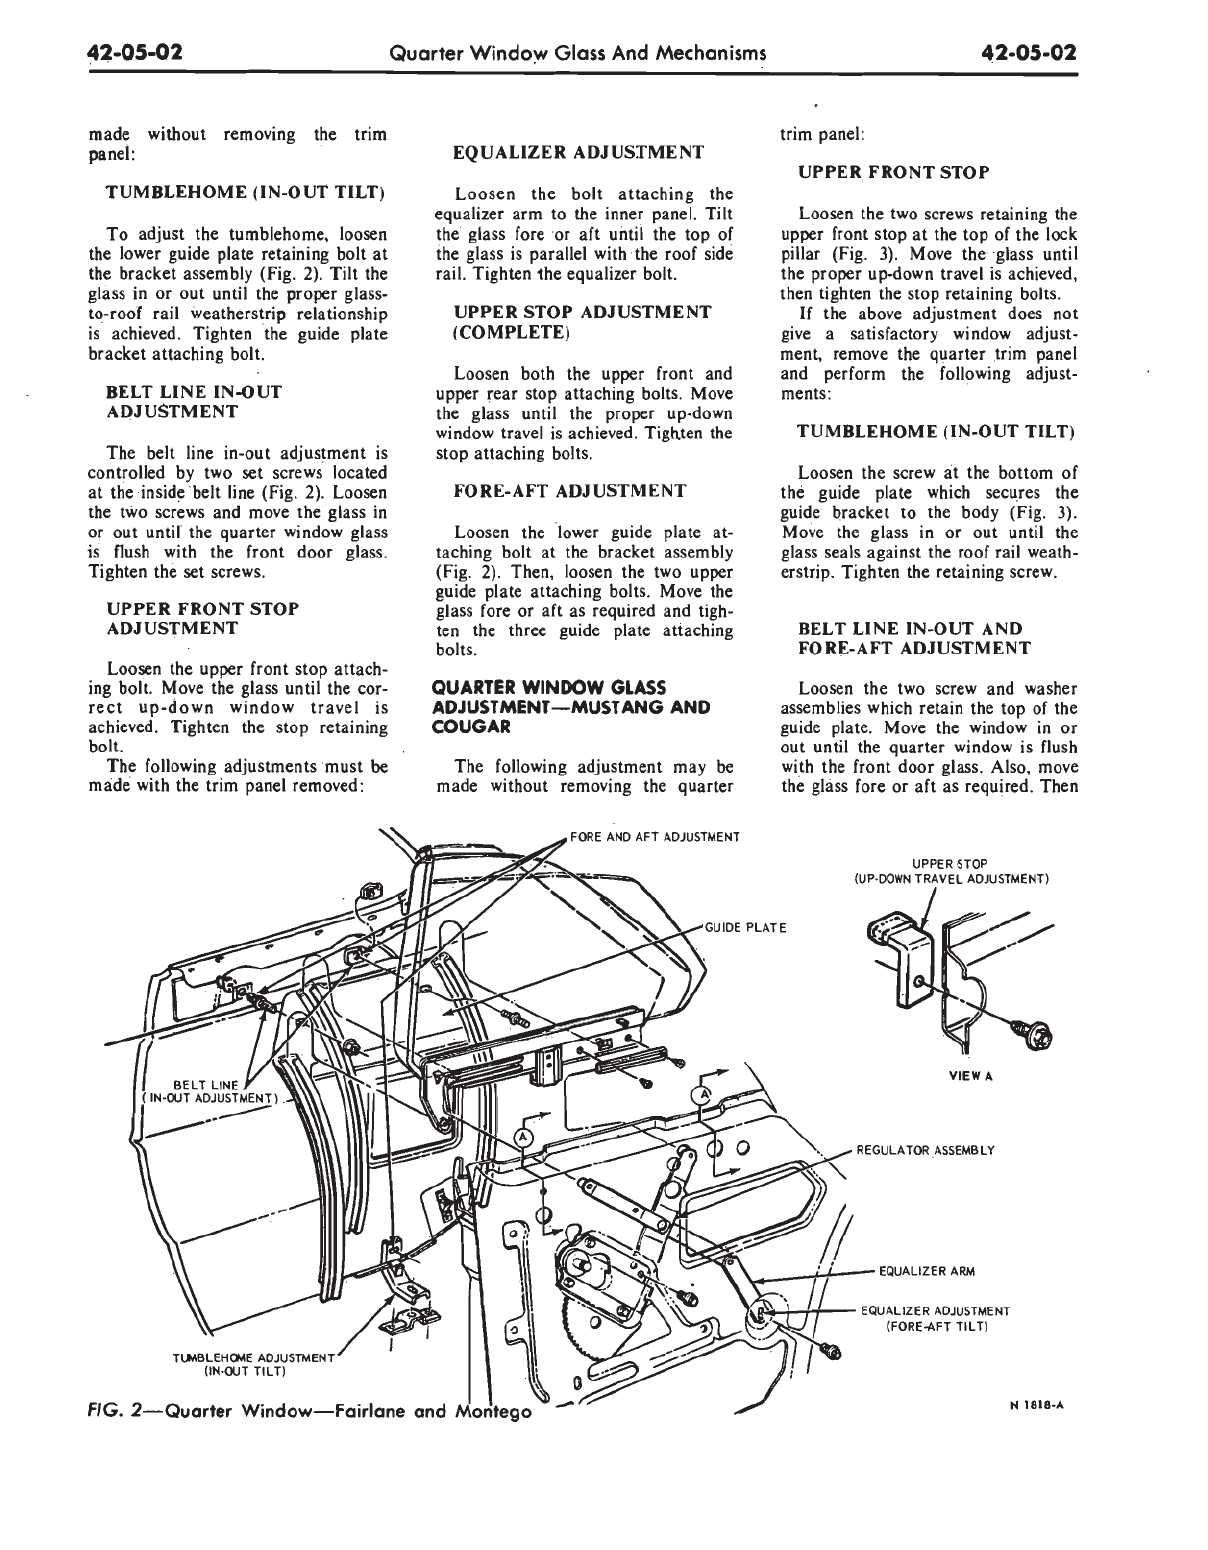 42-05-02 Quarter Window Glass And Mechanisms 42-05-02
made without removing the trim
panel:
TUMBLEHOME (IN-OUT TILT)
To adjust the tumblehome, loosen
the lower guide plate retaining bolt at
the bracket assembly (Fig. 2). Tilt the
glass in or out until the proper glass-
to-roof rail weatherstrip relationship
is achieved. Tighten the guide plate
bracket attaching bolt.
BELT LINE IN-OUT
ADJUSTMENT
The belt line in-out adjustment is
controlled by two set screws located
at the inside belt line (Fig. 2). Loosen
the two screws and move the glass in
or out until the quarter window glass
is flush with the front door glass.
Tighten the set screws.
UPPER FRONT STOP
ADJUSTMENT
Loosen the upper front stop attach-
ing bolt. Move the glass until the cor-
rect up-down window travel is
achieved. Tighten the stop retaining
bolt.
The following adjustments must be
made with the trim panel removed:
EQUALIZER ADJUSTMENT
Loosen the bolt attaching the
equalizer arm to the inner panel. Tilt
the glass fore or aft until the top of
the glass is parallel with the roof side
rail. Tighten the equalizer bolt.
UPPER STOP ADJUSTMENT
(COMPLETE)
Loosen both the upper front and
upper rear stop attaching bolts. Move
the glass until the proper up-down
window travel is achieved. Tighten the
stop attaching bolts.
FORE-AFT ADJUSTMENT
Loosen the lower guide plate at-
taching bolt at the bracket assembly
(Fig. 2). Then, loosen the two upper
guide plate attaching bolts. Move the
glass fore or aft as required and tigh-
ten the three guide plate attaching
bolts.
QUARTER WINDOW GLASS
ADJUSTMENT—MUSTANG AND
COUGAR
The following adjustment may be
made without removing the quarter
trim panel:
UPPER FRONT STOP
Loosen the two screws retaining the
upper front stop at the top of the lock
pillar (Fig. 3). Move the glass until
the proper up-down travel is achieved,
then tighten the stop retaining bolts.
If the above adjustment does not
give a satisfactory window adjust-
ment, remove the quarter trim panel
and perform the following adjust-
ments:
TUMBLEHOME (IN-OUT TILT)
Loosen the screw at the bottom of
the guide plate which secures the
guide bracket to the body (Fig. 3).
Move the glass in or out until the
glass seals against the roof rail weath-
erstrip. Tighten the retaining screw.
BELT LINE IN-OUT AND
FORE-AFT ADJUSTMENT
Loosen the two screw and washer
assemblies which retain the top of the
guide plate. Move the window in or
out until the quarter window is flush
with the front door glass. Also, move
the glass fore or aft as required. Then
FORE AND AFT ADJUSTMENT
UPPER STOP
(UP-DOWN TRAVEL ADJUSTMENT)
GUIDE PLATE
VIEW A
BELT LINE
(IN-OUT ADJUSTMENT)
A
A
REGULATOR ASSEMBLY
EQUALIZER ARM
EQUALIZER ADJUSTMENT
(FORE-AFT TILT)
TUMBLEHOME ADJUSTMENT
(IN-OUT TILT)
N 1818-A
FIG. 2—Quarter Window—Fairlane and Montego